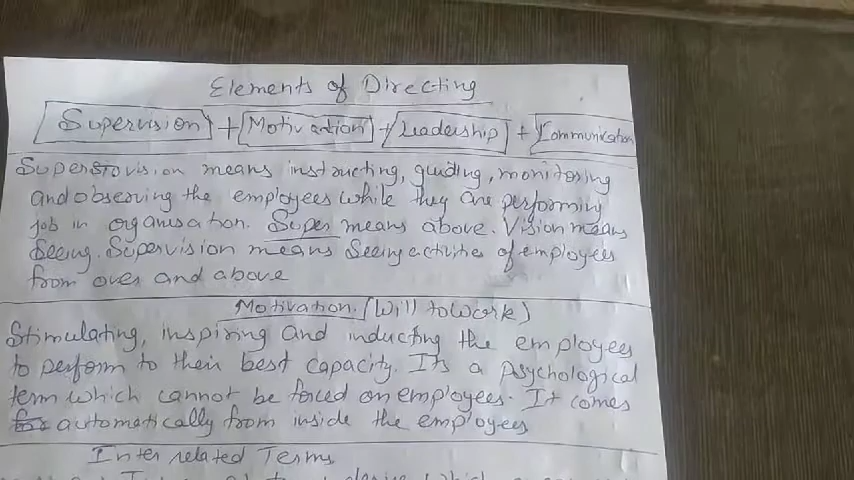 Elements of Directing
Supervision + Motivation + Leadership + Communication
Supervision means instructing, guiding, monitoring
and observing the employees while they are performing
job in organisation. Super means above. Vision means
Seeing. Supervision means Seeing activities of employees
from over and above
Motivation. (Will to work)
Stimulating, inspiring and inducting the employees
to perform to their best capacity. Its a Psychological
term which cannot be forced on employees. It comes
automatically from inside the employees
Inter related Terms